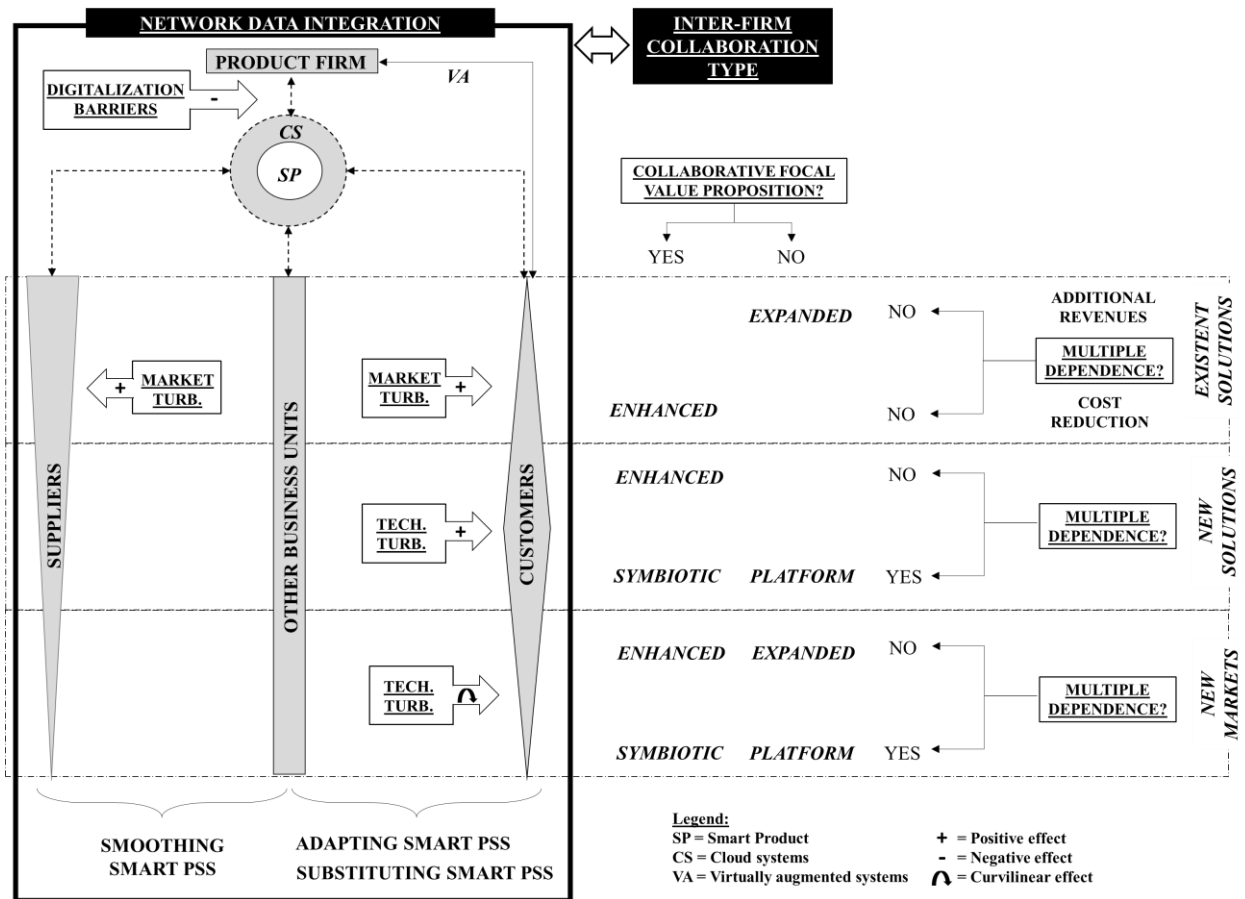 NETWORK DATA INTEGRATION
INTER-FIRM
COLLABORATION
TYPE
PRODUCT FIRM
VA
DIGITALIZATION
BARRIERS
-
CS
SP
COLLABORATIVE FOCAL
VALUE PROPOSITION?
YES NO
EXPANDED NO
ADDITIONAL
REVENUES
MULTIPLE
DEPENDENCE?
ENHANCED NO
COST
REDUCTION
EXISTENT
SOLUTIONS
+ MARKET
TURB.
MARKET
TURB. +
SUPPLIERS
OTHER BUSINESS UNITS
CUSTOMERS
ENHANCED NO
TECH.
TURB. +
MULTIPLE
DEPENDENCE?
SYMBIOTIC PLATFORM YES
NEW
SOLUTIONS
ENHANCED EXPANDED NO
TECH.
TURB.
MULTIPLE
DEPENDENCE?
SYMBIOTIC PLATFORM YES
NEW
MARKETS
SMOOTHING
SMART PSS
ADAPTING SMART PSS
SUBSTITUTING SMART PSS
Legend:
SP = Smart Product + = Positive effect
CS = Cloud systems - = Negative effect
VA = Virtually augmented systems = Curvilinear effect